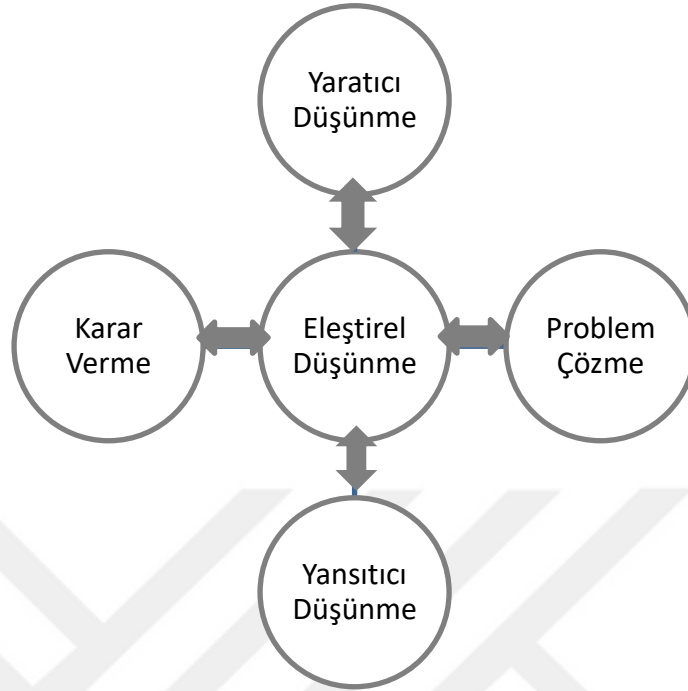 Yaratıcı
Düşünme
Karar
Verme
Eleştirel
Düşünme
Problem
Çözme
Yansıtıcı
Düşünme